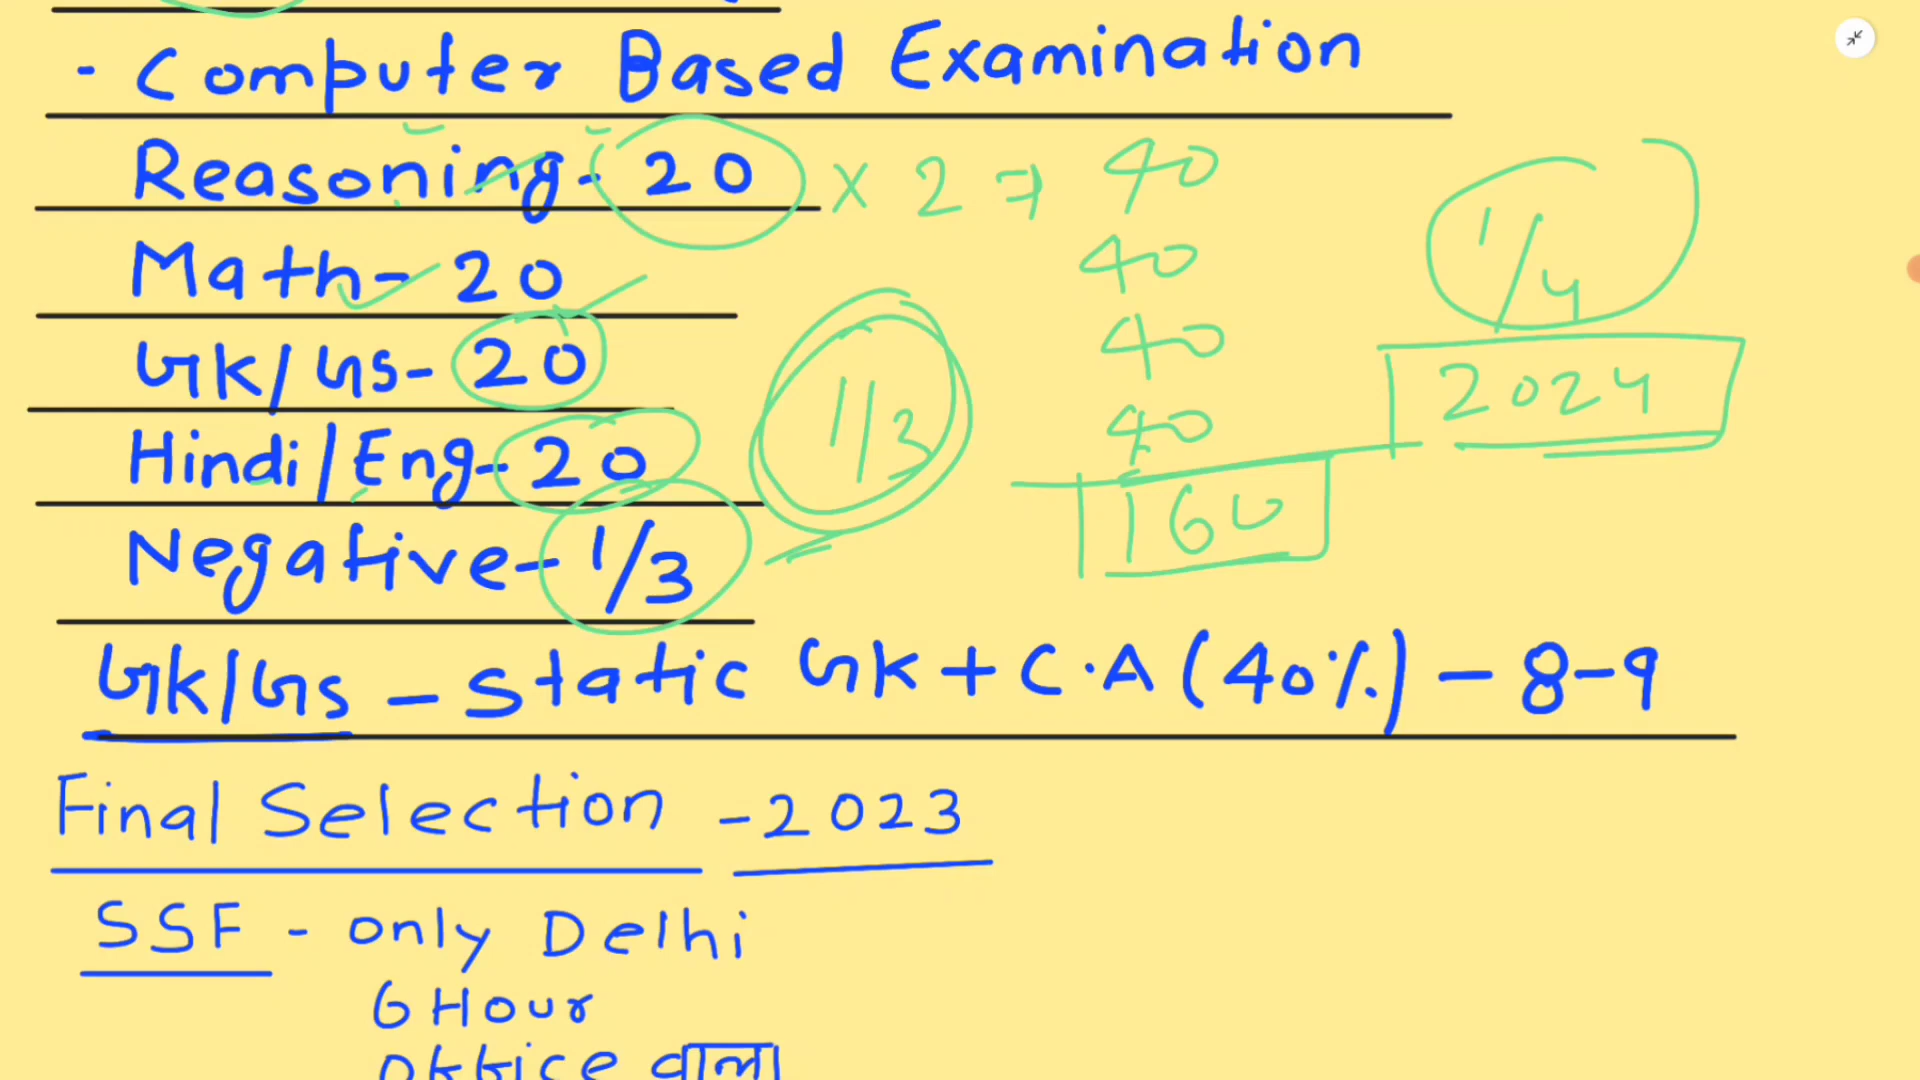 - Computer Based Examination
Reasoning - 20 × 2 = 40
Math - 20 40
1/4
Gk/Gs - 20 40
1/3
2024
Hindi/Eng - 20 40
160
Negative - 1/3
Gk/Gs - Static Gk + C.A (40%) - 8-9
Final Selection - 2023
SSF - only Delhi
6 Hour
office वाला